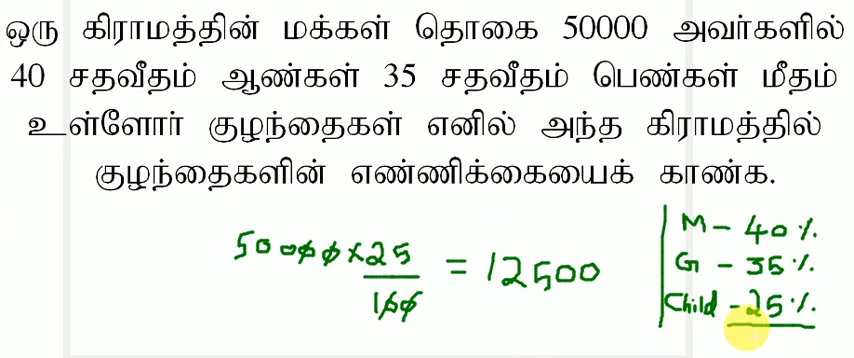 ஒரு கிராமத்தின் மக்கள் தொகை 50000 அவர்களில்
40 சதவீதம் ஆண்கள் 35 சதவீதம் பெண்கள் மீதம்
உள்ளோர் குழந்தைகள் எனில் அந்த கிராமத்தில்
குழந்தைகளின் எண்ணிக்கையைக் காண்க.
50000 × 25 / 100 = 12500
M - 40%
G - 35%
Child - 25%